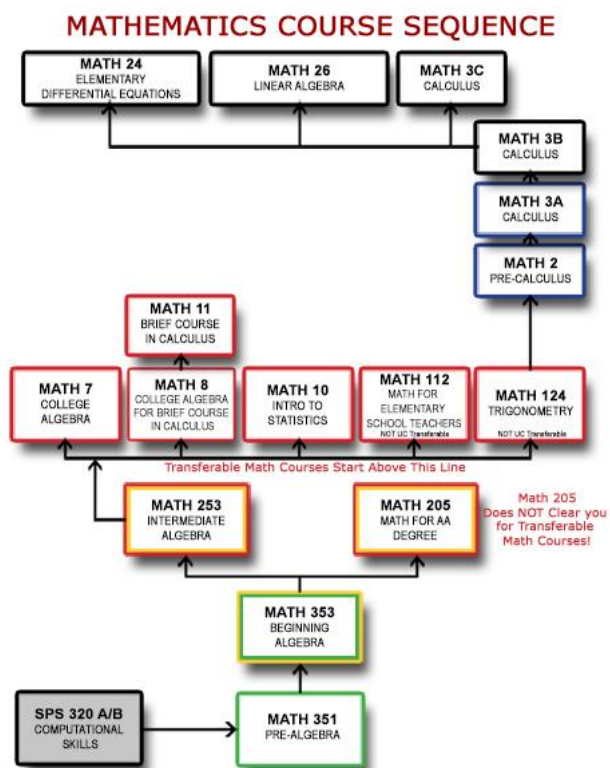 MATHEMATICS COURSE SEQUENCE
MATH 24
ELEMENTARY
DIFFERENTIAL EQUATIONS
MATH 26
LINEAR ALGEBRA
MATH 3C
CALCULUS
MATH 3B
CALCULUS
MATH 3A
CALCULUS
MATH 2
PRE-CALCULUS
MATH 11
BRIEF COURSE
IN CALCULUS
MATH 7
COLLEGE
ALGEBRA
MATH 8
COLLEGE ALGEBRA
FOR BRIEF COURSE
IN CALCULUS
MATH 10
INTRO TO
STATISTICS
MATH 112
MATH FOR
ELEMENTARY
SCHOOL TEACHERS
NOT UC Transferable
MATH 124
TRIGONOMETRY
NOT UC Transferable
Transferable Math Courses Start Above This Line
MATH 253
INTERMEDIATE
ALGEBRA
MATH 205
MATH FOR AA
DEGREE
Math 205
Does NOT Clear you
for Transferable
Math Courses!
MATH 353
BEGINNING
ALGEBRA
SPS 320 A/B
COMPUTATIONAL
SKILLS
MATH 351
PRE-ALGEBRA